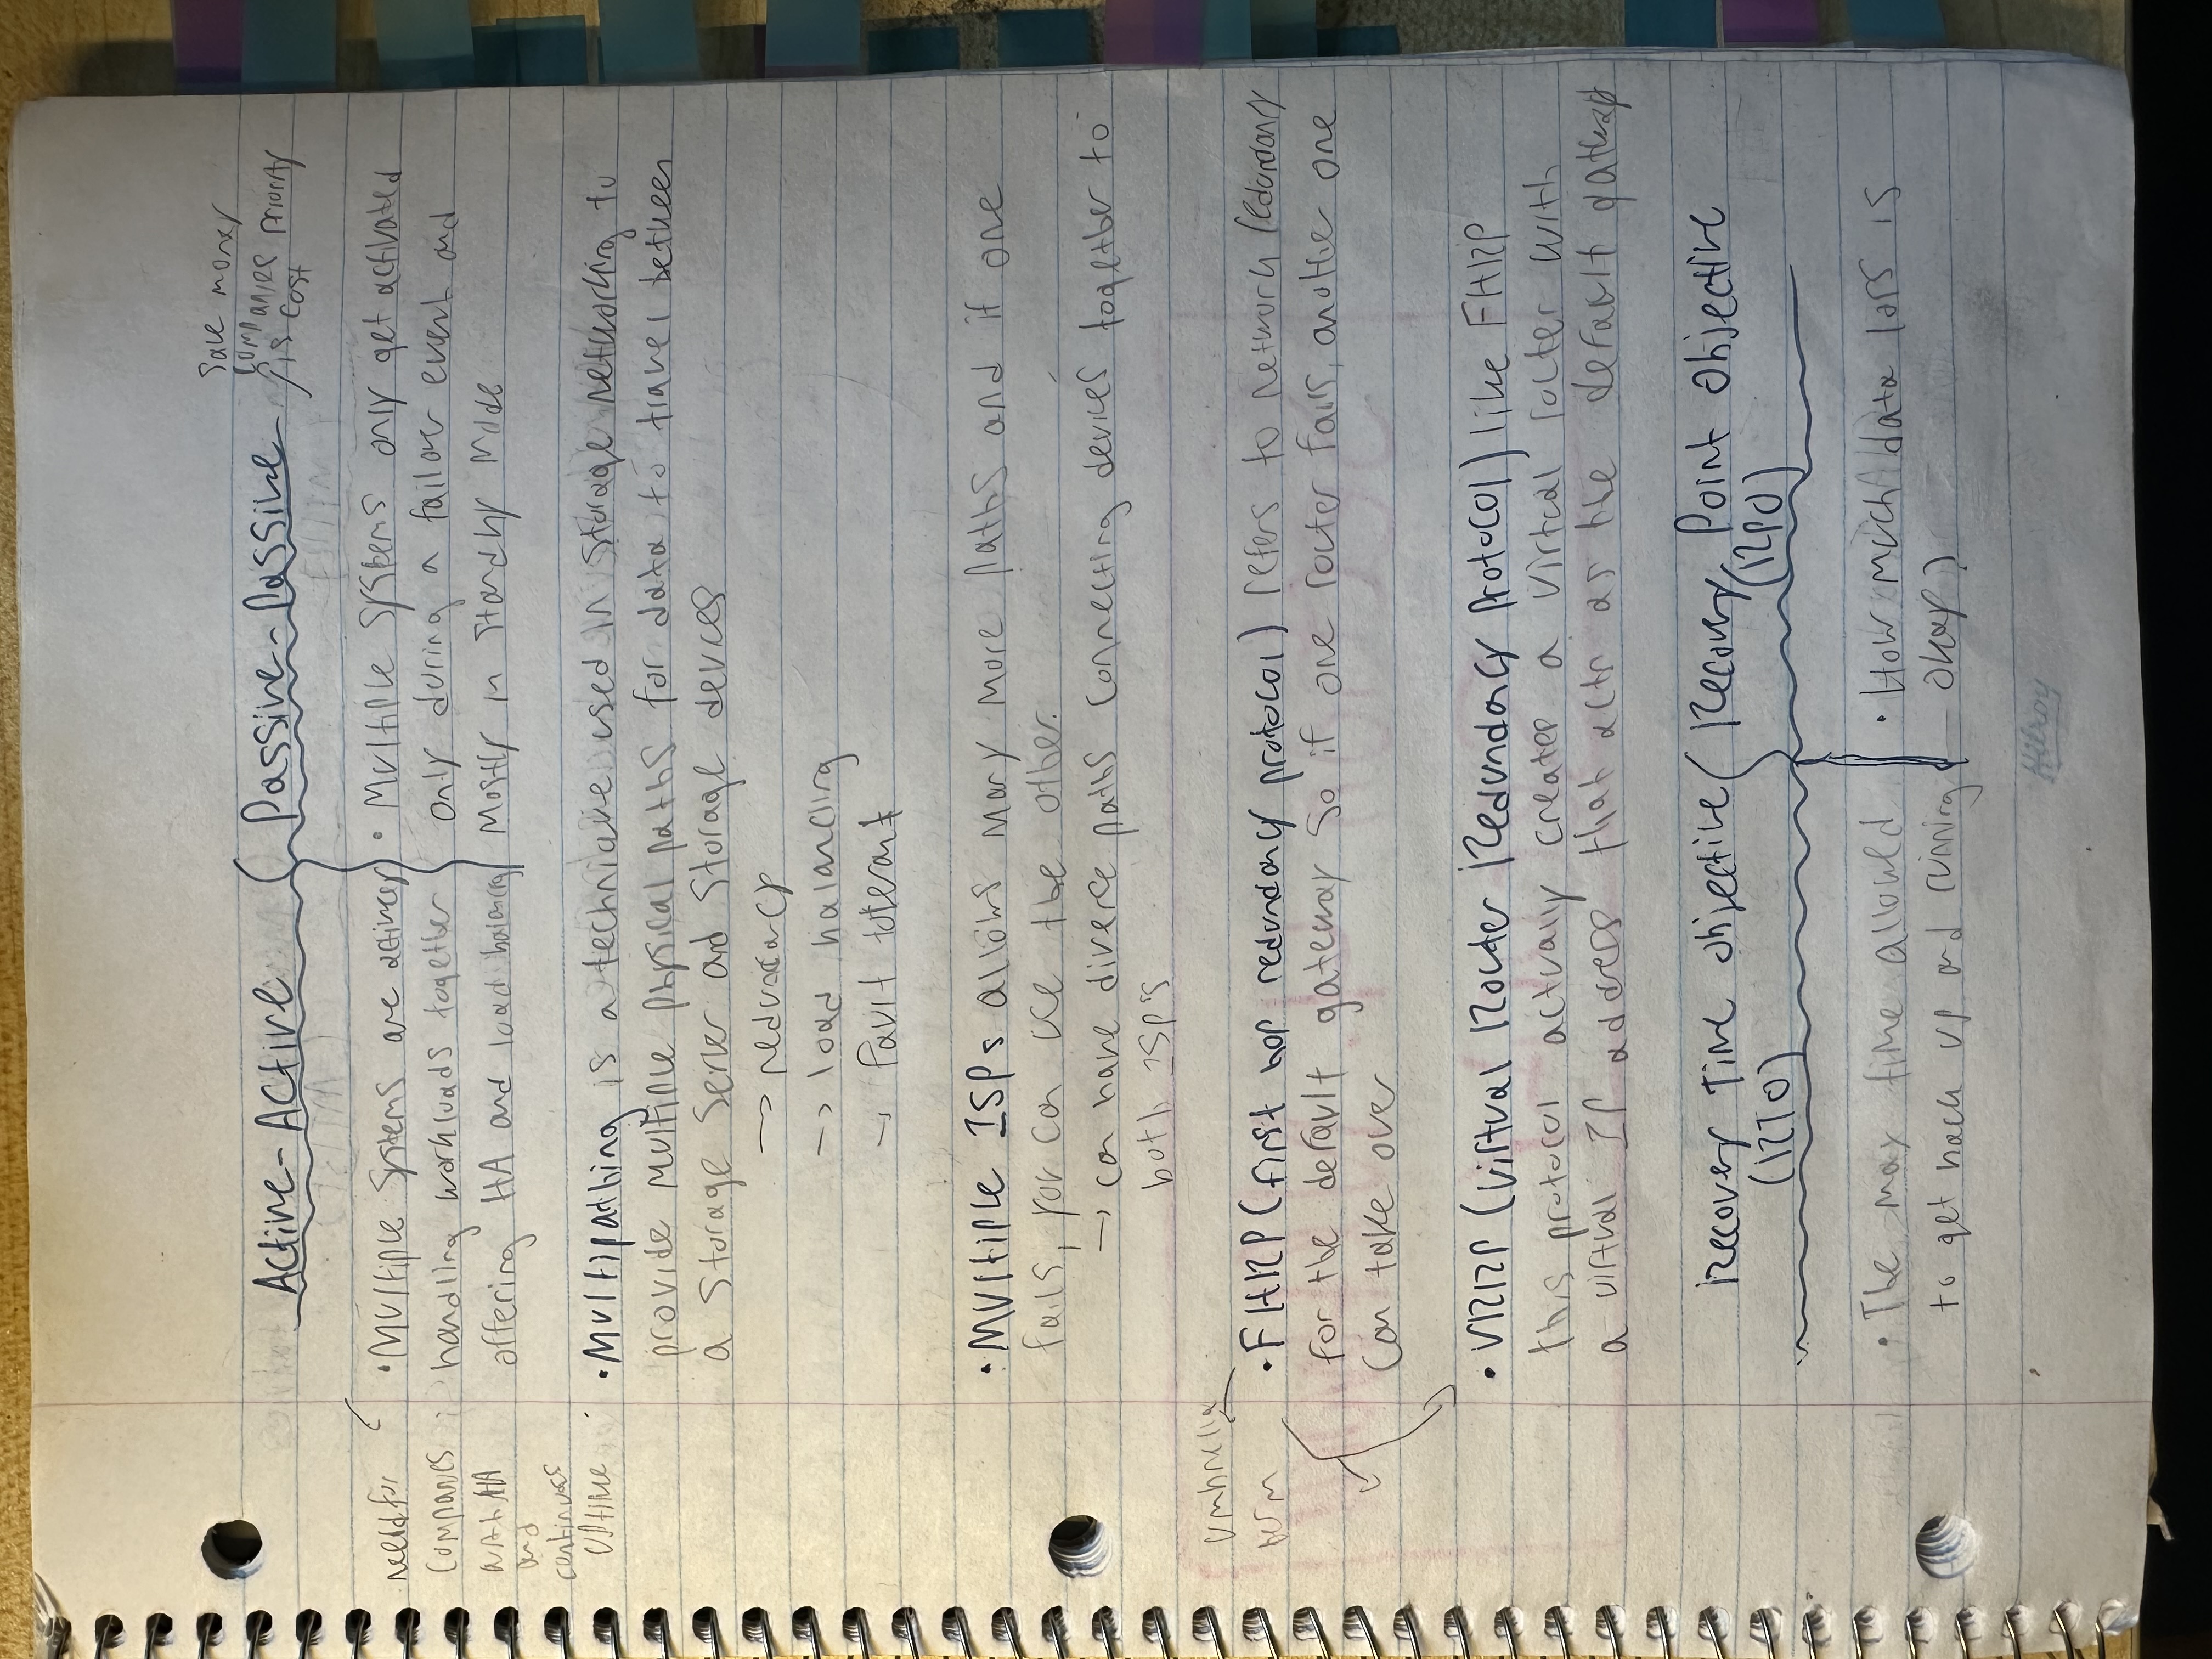 Save money
companies priority
is cost
Active-Active
Passive-Passive
need for
companies
with HA
and
continuous
uptime
• Multiple systems are actively
handling workloads together
offering HA and load balancing
• Multiple systems only get activated
only during a failover event and
mostly in standby mode
• Multipathing is a technique used in storage networking to
provide multiple physical paths for data to travel between
a storage server and storage devices
→ redundancy
→ load balancing
→ fault tolerant
• Multiple ISPs allows many more paths and if one
fails, you can use the other.
→ can have diverse paths connecting devices together to
both ISP's
umbrella
term
• FHRP (first hop redundancy protocol) refers to network redundancy
for the default gateway so if one router fails, another one
can take over
• VRRP (Virtual Router Redundancy Protocol) like FHRP
this protocol actually creates a virtual router with
a virtual IP address that acts as the default gateway
Recovery Time Objective
(RTO)
Recovery Point Objective
(RPO)
• The max time allowed
to get back up and running
• How much data loss is
okay?
Hilroy